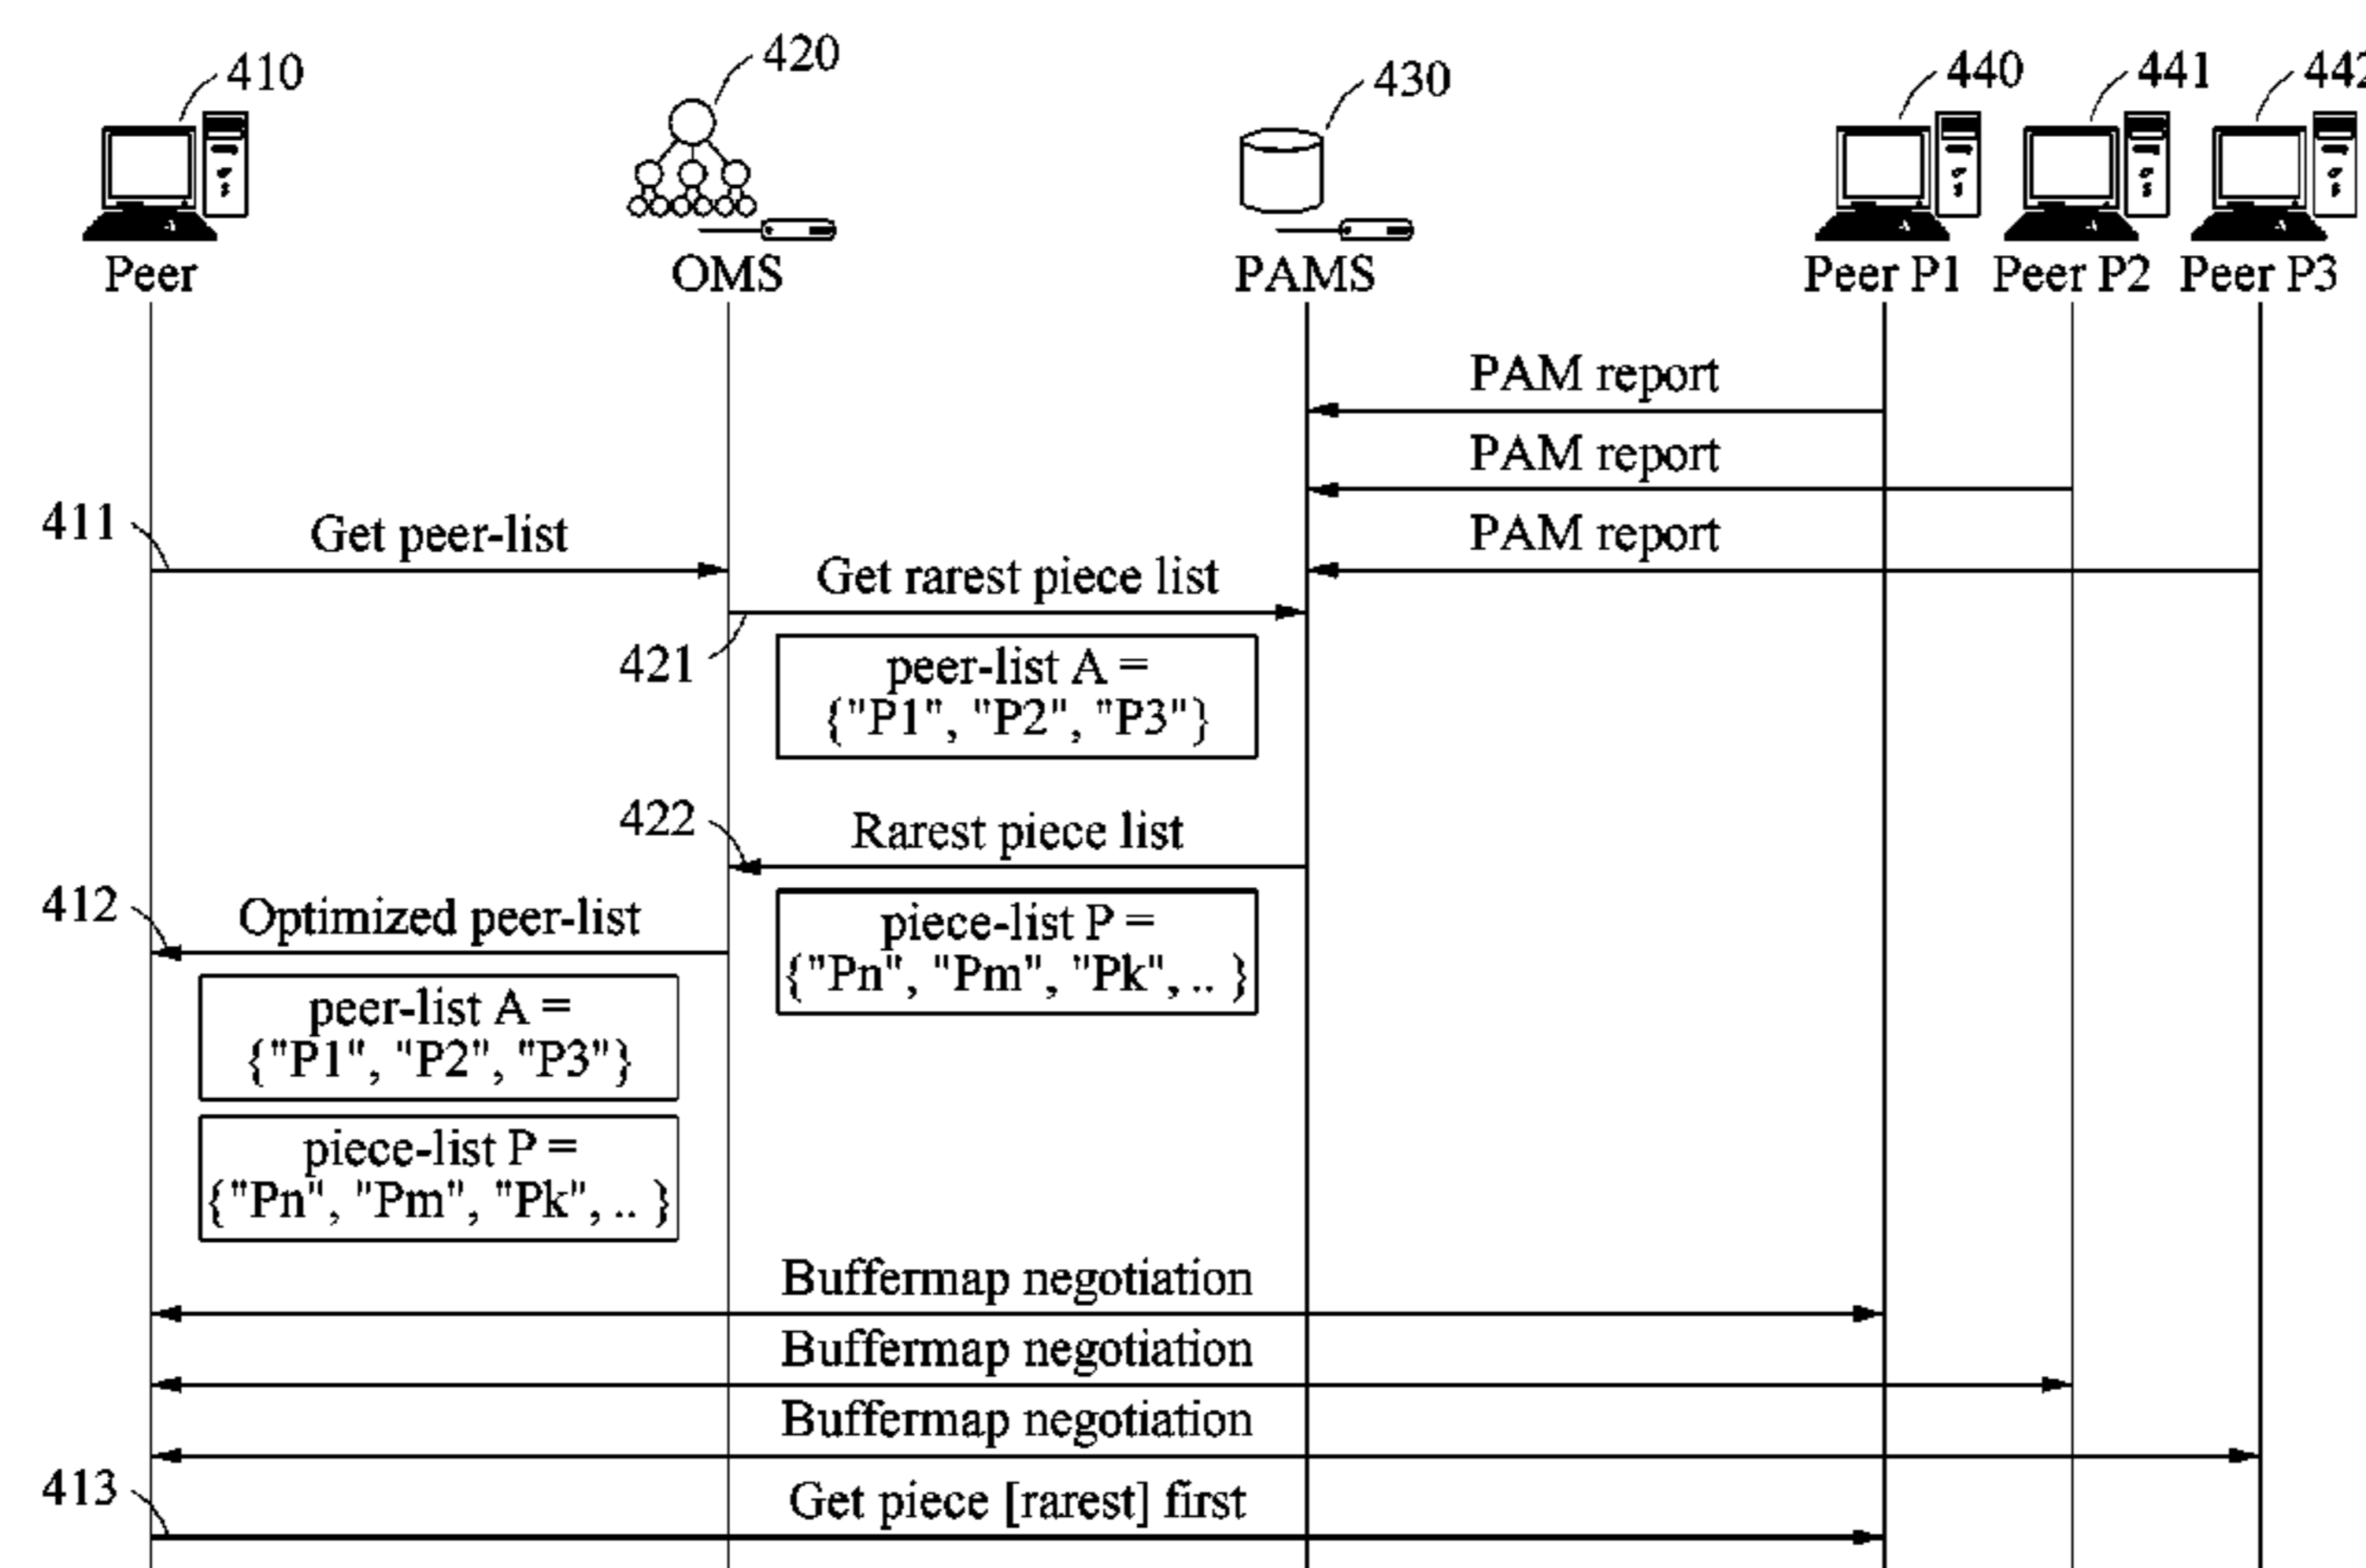 410
420
430
440
441
442
Peer
OMS
PAMS
Peer P1
Peer P2
Peer P3
PAM report
PAM report
411
Get peer-list
PAM report
Get rarest piece list
421
peer-list A =
{"P1", "P2", "P3"}
422
Rarest piece list
412
Optimized peer-list
piece-list P =
{"Pn", "Pm", "Pk", .. }
peer-list A =
{"P1", "P2", "P3"}
piece-list P =
{"Pn", "Pm", "Pk", .. }
Buffermap negotiation
Buffermap negotiation
Buffermap negotiation
413
Get piece [rarest] first